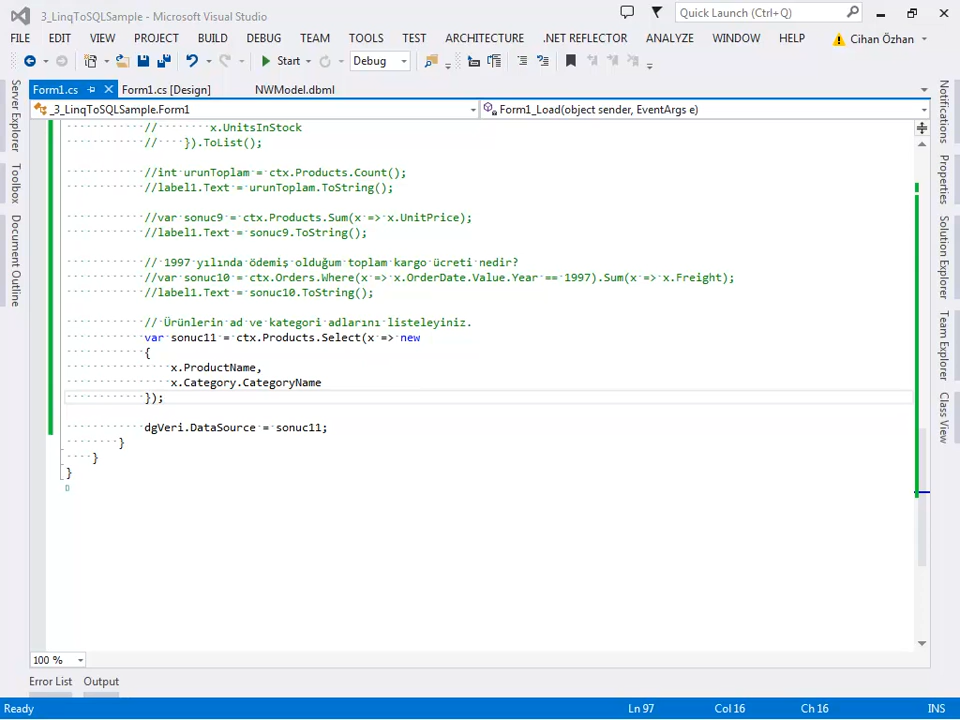 3_LinqToSQLSample - Microsoft Visual Studio
Quick Launch (Ctrl+Q)
FILE EDIT VIEW PROJECT BUILD DEBUG TEAM TOOLS TEST ARCHITECTURE .NET REFLECTOR ANALYZE WINDOW HELP Cihan Özhan
Start Debug
Form1.cs Form1.cs [Design] NWModel.dbml
_3_LinqToSQLSample.Form1 Form1_Load(object sender, EventArgs e)
Server Explorer
Toolbox
Document Outline
// x.UnitsInStock
// }).ToList();
//int urunToplam = ctx.Products.Count();
//label1.Text = urunToplam.ToString();
//var sonuc9 = ctx.Products.Sum(x => x.UnitPrice);
//label1.Text = sonuc9.ToString();
// 1997 yılında ödemiş olduğum toplam kargo ücreti nedir?
//var sonuc10 = ctx.Orders.Where(x => x.OrderDate.Value.Year == 1997).Sum(x => x.Freight);
//label1.Text = sonuc10.ToString();
// Ürünlerin ad ve kategori adlarını listeleyiniz.
var sonuc11 = ctx.Products.Select(x => new
{
x.ProductName,
x.Category.CategoryName
});
dgVeri.DataSource = sonuc11;
}
}
}
Notifications
Properties
Solution Explorer
Team Explorer
Class View
100 %
Error List Output
Ready Ln 97 Col 16 Ch 16 INS